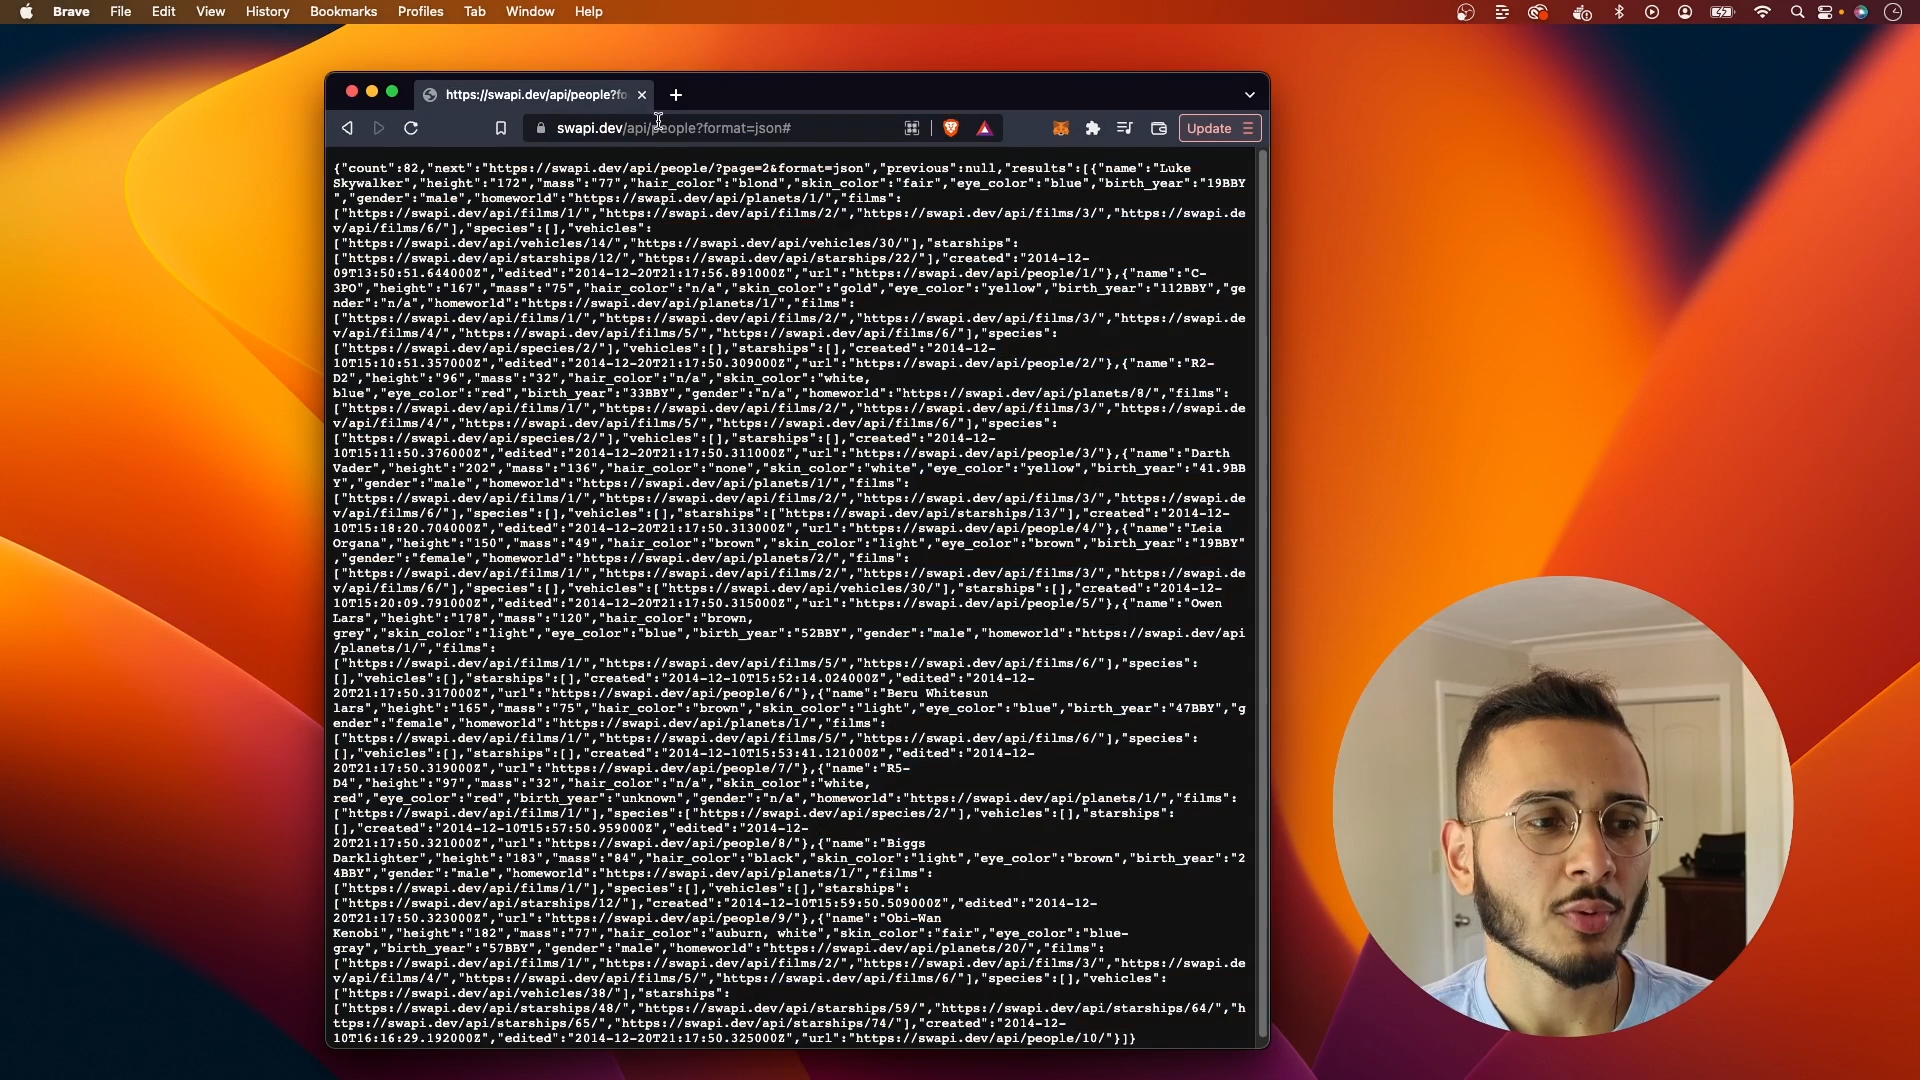 Brave File Edit View History Bookmarks Profiles Tab Window Help
https://swapi.dev/api/people?fo
swapi.dev/api/people?format=json#
Update
{"count":82,"next":"https://swapi.dev/api/people/?page=2&format=json","previous":null,"results":[{"name":"Luke
Skywalker","height":"172","mass":"77","hair_color":"blond","skin_color":"fair","eye_color":"blue","birth_year":"19BBY
","gender":"male","homeworld":"https://swapi.dev/api/planets/1/","films":
["https://swapi.dev/api/films/1/","https://swapi.dev/api/films/2/","https://swapi.dev/api/films/3/","https://swapi.de
v/api/films/6/"],"species":[],"vehicles":
["https://swapi.dev/api/vehicles/14/","https://swapi.dev/api/vehicles/30/"],"starships":
["https://swapi.dev/api/starships/12/","https://swapi.dev/api/starships/22/"],"created":"2014-12-
09T13:50:51.644000Z","edited":"2014-12-20T21:17:56.891000Z","url":"https://swapi.dev/api/people/1/"},{"name":"C-
3PO","height":"167","mass":"75","hair_color":"n/a","skin_color":"gold","eye_color":"yellow","birth_year":"112BBY","ge
nder":"n/a","homeworld":"https://swapi.dev/api/planets/1/","films":
["https://swapi.dev/api/films/1/","https://swapi.dev/api/films/2/","https://swapi.dev/api/films/3/","https://swapi.de
v/api/films/4/","https://swapi.dev/api/films/5/","https://swapi.dev/api/films/6/"],"species":
["https://swapi.dev/api/species/2/"],"vehicles":[],"starships":[],"created":"2014-12-
10T15:10:51.357000Z","edited":"2014-12-20T21:17:50.309000Z","url":"https://swapi.dev/api/people/2/"},{"name":"R2-
D2","height":"96","mass":"32","hair_color":"n/a","skin_color":"white,
blue","eye_color":"red","birth_year":"33BBY","gender":"n/a","homeworld":"https://swapi.dev/api/planets/8/","films":
["https://swapi.dev/api/films/1/","https://swapi.dev/api/films/2/","https://swapi.dev/api/films/3/","https://swapi.de
v/api/films/4/","https://swapi.dev/api/films/5/","https://swapi.dev/api/films/6/"],"species":
["https://swapi.dev/api/species/2/"],"vehicles":[],"starships":[],"created":"2014-12-
10T15:11:50.376000Z","edited":"2014-12-20T21:17:50.311000Z","url":"https://swapi.dev/api/people/3/"},{"name":"Darth
Vader","height":"202","mass":"136","hair_color":"none","skin_color":"white","eye_color":"yellow","birth_year":"41.9BB
Y","gender":"male","homeworld":"https://swapi.dev/api/planets/1/","films":
["https://swapi.dev/api/films/1/","https://swapi.dev/api/films/2/","https://swapi.dev/api/films/3/","https://swapi.de
v/api/films/6/"],"species":[],"vehicles":[],"starships":["https://swapi.dev/api/starships/13/"],"created":"2014-12-
10T15:18:20.704000Z","edited":"2014-12-20T21:17:50.313000Z","url":"https://swapi.dev/api/people/4/"},{"name":"Leia
Organa","height":"150","mass":"49","hair_color":"brown","skin_color":"light","eye_color":"brown","birth_year":"19BBY"
,"gender":"female","homeworld":"https://swapi.dev/api/planets/2/","films":
["https://swapi.dev/api/films/1/","https://swapi.dev/api/films/2/","https://swapi.dev/api/films/3/","https://swapi.de
v/api/films/6/"],"species":[],"vehicles":["https://swapi.dev/api/vehicles/30/"],"starships":[],"created":"2014-12-
10T15:20:09.791000Z","edited":"2014-12-20T21:17:50.315000Z","url":"https://swapi.dev/api/people/5/"},{"name":"Owen
Lars","height":"178","mass":"120","hair_color":"brown,
grey","skin_color":"light","eye_color":"blue","birth_year":"52BBY","gender":"male","homeworld":"https://swapi.dev/api
/planets/1/","films":
["https://swapi.dev/api/films/1/","https://swapi.dev/api/films/5/","https://swapi.dev/api/films/6/"],"species":
[],"vehicles":[],"starships":[],"created":"2014-12-10T15:52:14.024000Z","edited":"2014-12-
20T21:17:50.317000Z","url":"https://swapi.dev/api/people/6/"},{"name":"Beru Whitesun
lars","height":"165","mass":"75","hair_color":"brown","skin_color":"light","eye_color":"blue","birth_year":"47BBY","g
ender":"female","homeworld":"https://swapi.dev/api/planets/1/","films":
["https://swapi.dev/api/films/1/","https://swapi.dev/api/films/5/","https://swapi.dev/api/films/6/"],"species":
[],"vehicles":[],"starships":[],"created":"2014-12-10T15:53:41.121000Z","edited":"2014-12-
20T21:17:50.319000Z","url":"https://swapi.dev/api/people/7/"},{"name":"R5-
D4","height":"97","mass":"32","hair_color":"n/a","skin_color":"white,
red","eye_color":"red","birth_year":"unknown","gender":"n/a","homeworld":"https://swapi.dev/api/planets/1/","films":
["https://swapi.dev/api/films/1/"],"species":["https://swapi.dev/api/species/2/"],"vehicles":[],"starships":
[],"created":"2014-12-10T15:57:50.959000Z","edited":"2014-12-
20T21:17:50.321000Z","url":"https://swapi.dev/api/people/8/"},{"name":"Biggs
Darklighter","height":"183","mass":"84","hair_color":"black","skin_color":"light","eye_color":"brown","birth_year":"2
4BBY","gender":"male","homeworld":"https://swapi.dev/api/planets/1/","films":
["https://swapi.dev/api/films/1/"],"species":[],"vehicles":[],"starships":
["https://swapi.dev/api/starships/12/"],"created":"2014-12-10T15:59:50.509000Z","edited":"2014-12-
20T21:17:50.323000Z","url":"https://swapi.dev/api/people/9/"},{"name":"Obi-Wan
Kenobi","height":"182","mass":"77","hair_color":"auburn, white","skin_color":"fair","eye_color":"blue-
gray","birth_year":"57BBY","gender":"male","homeworld":"https://swapi.dev/api/planets/20/","films":
["https://swapi.dev/api/films/1/","https://swapi.dev/api/films/2/","https://swapi.dev/api/films/3/","https://swapi.de
v/api/films/4/","https://swapi.dev/api/films/5/","https://swapi.dev/api/films/6/"],"species":[],"vehicles":
["https://swapi.dev/api/vehicles/38/"],"starships":
["https://swapi.dev/api/starships/48/","https://swapi.dev/api/starships/59/","https://swapi.dev/api/starships/64/","h
ttps://swapi.dev/api/starships/65/","https://swapi.dev/api/starships/74/"],"created":"2014-12-
10T16:16:29.192000Z","edited":"2014-12-20T21:17:50.325000Z","url":"https://swapi.dev/api/people/10/"}]}